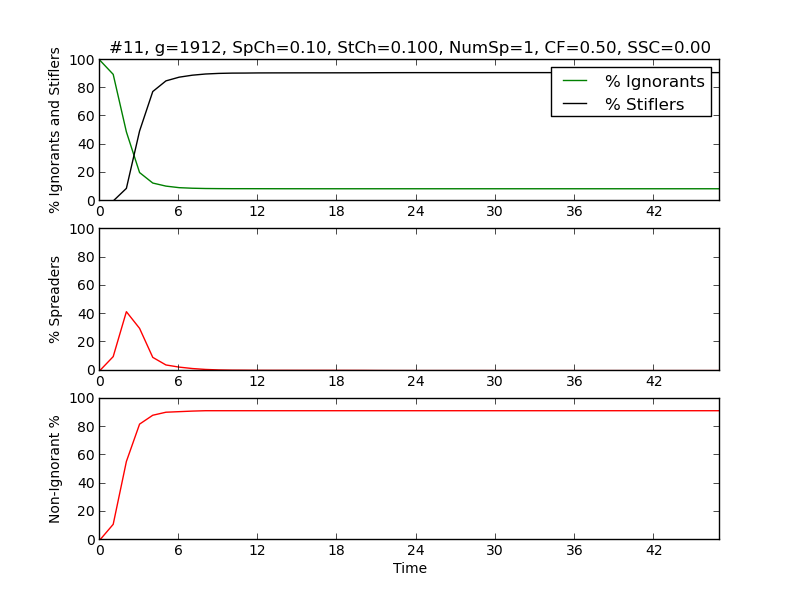 #11, g=1912, SpCh=0.10, StCh=0.100, NumSp=1, CF=0.50, SSC=0.00
% Ignorants and Stiflers
100
80
60
40
20
0
% Ignorants
% Stiflers
0 6 12 18 24 30 36 42
% Spreaders
100
80
60
40
20
0
0 6 12 18 24 30 36 42
Non-Ignorant %
100
80
60
40
20
0
0 6 12 18 24 30 36 42
Time